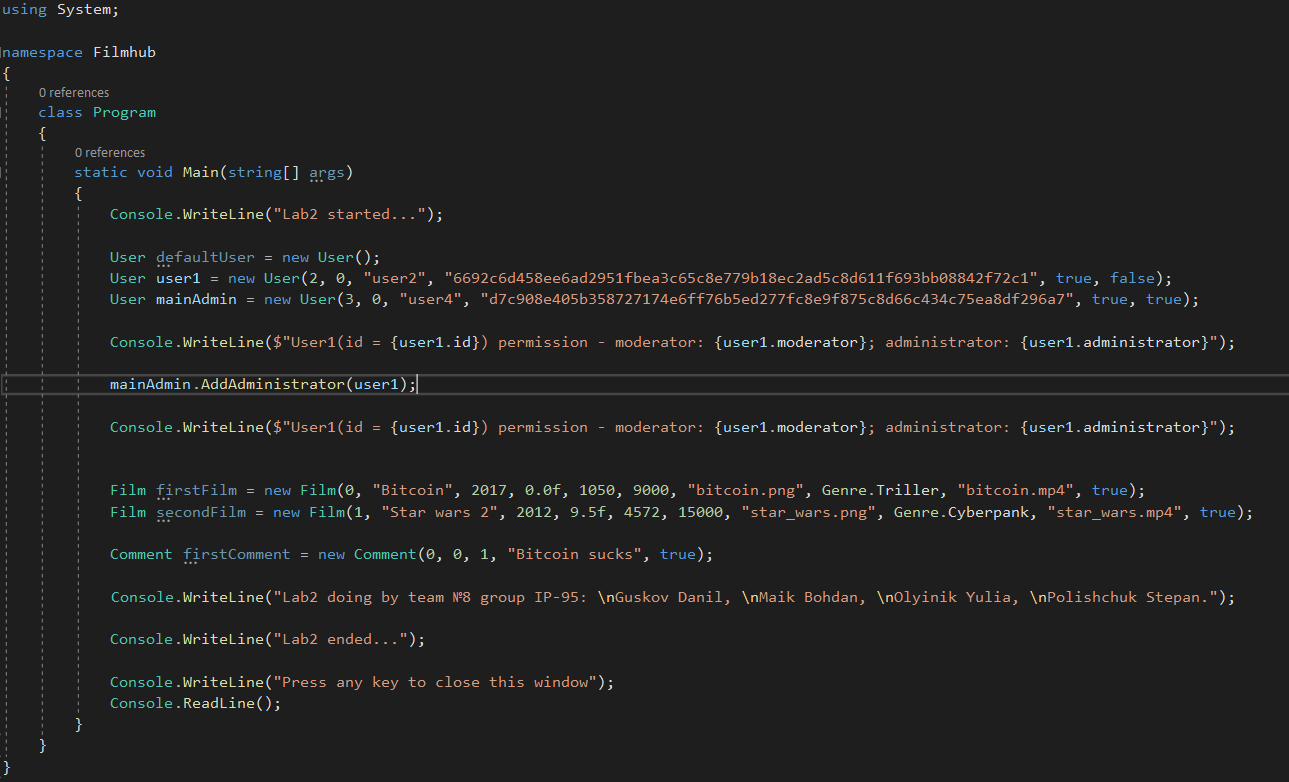 using System;
namespace Filmhub
{
0 references
class Program
{
0 references
static void Main(string[] args)
{
Console.WriteLine("Lab2 started...");
User defaultUser = new User();
User user1 = new User(2, 0, "user2", "6692c6d458ee6ad2951fbea3c65c8e779b18ec2ad5c8d611f693bb08842f72c1", true, false);
User mainAdmin = new User(3, 0, "user4", "d7c908e405b358727174e6ff76b5ed277fc8e9f875c8d66c434c75ea8df296a7", true, true);
Console.WriteLine($"User1(id = {user1.id}) permission - moderator: {user1.moderator}; administrator: {user1.administrator}");
mainAdmin.AddAdministrator(user1);
Console.WriteLine($"User1(id = {user1.id}) permission - moderator: {user1.moderator}; administrator: {user1.administrator}");
Film firstFilm = new Film(0, "Bitcoin", 2017, 0.0f, 1050, 9000, "bitcoin.png", Genre.Triller, "bitcoin.mp4", true);
Film secondFilm = new Film(1, "Star wars 2", 2012, 9.5f, 4572, 15000, "star_wars.png", Genre.Cyberpank, "star_wars.mp4", true);
Comment firstComment = new Comment(0, 0, 1, "Bitcoin sucks", true);
Console.WriteLine("Lab2 doing by team №8 group IP-95: \nGuskov Danil, \nMaik Bohdan, \nOlyinik Yulia, \nPolishchuk Stepan.");
Console.WriteLine("Lab2 ended...");
Console.WriteLine("Press any key to close this window");
Console.ReadLine();
}
}
}